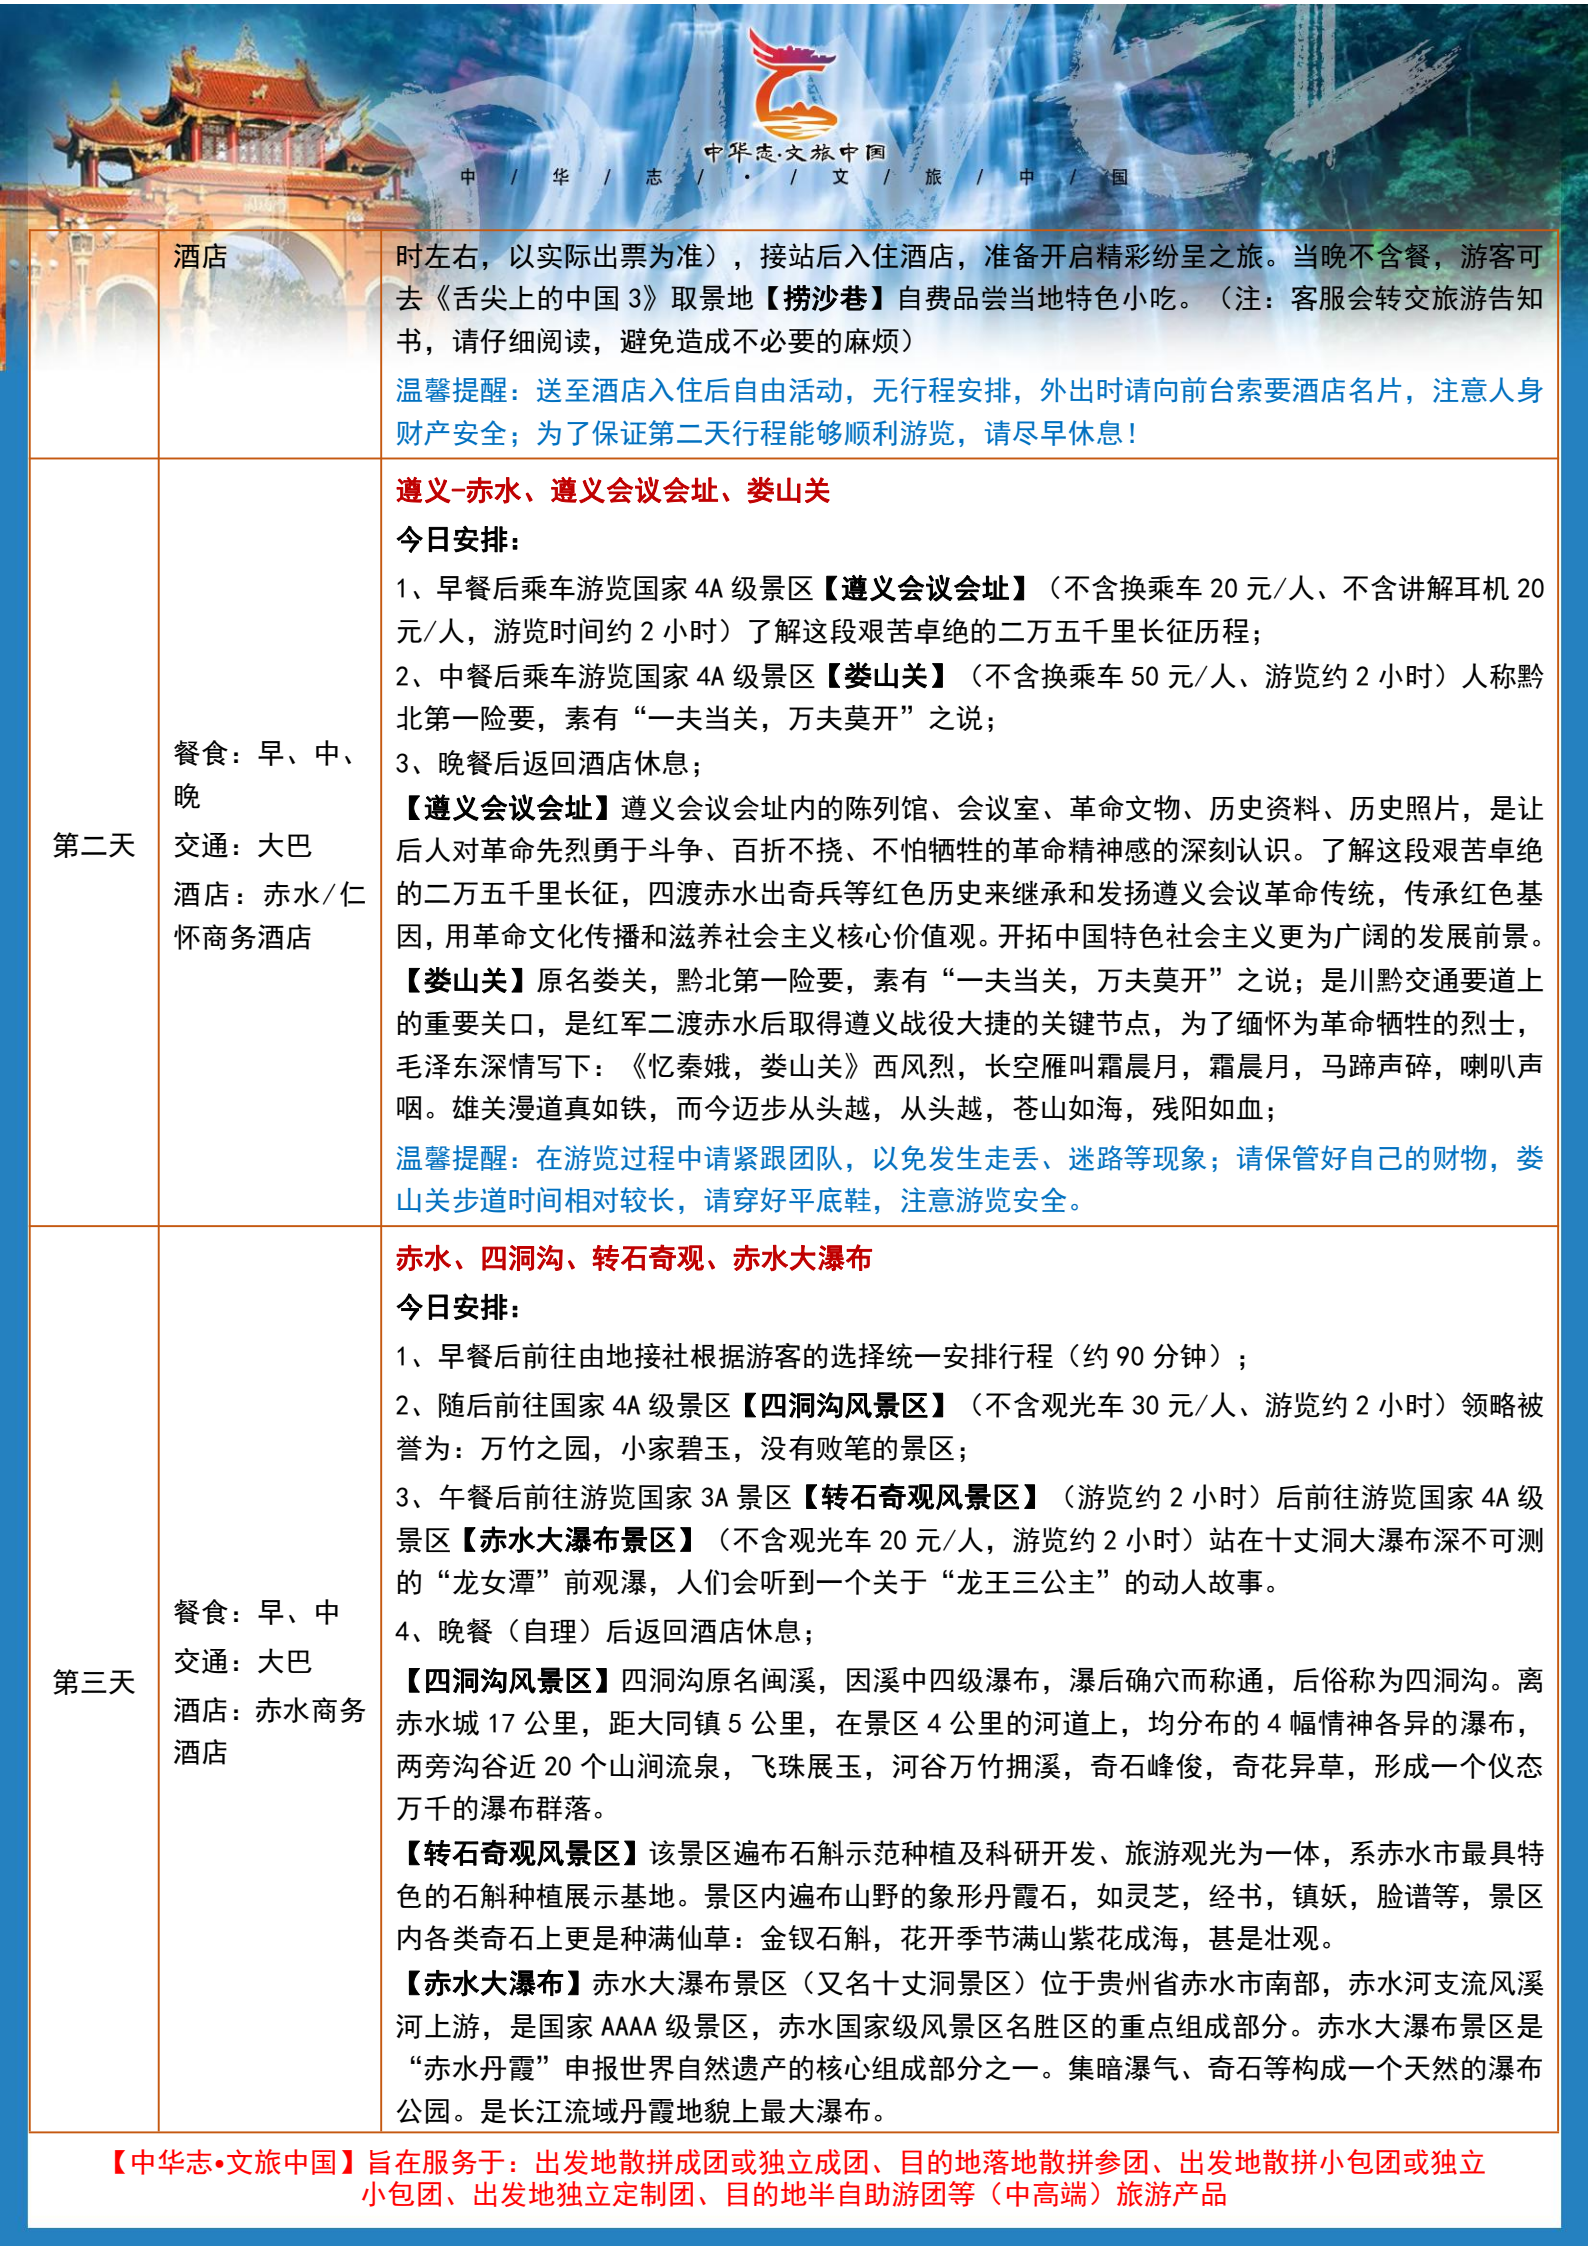 中华志·文旅中国
中/华/志/·/文/旅/中/国
酒店
时左右，以实际出票为准），接站后入住酒店，准备开启精彩纷呈之旅。当晚不含餐，游客可
去《舌尖上的中国 3》取景地【捞沙巷】自费品尝当地特色小吃。（注：客服会转交旅游告知
书，请仔细阅读，避免造成不必要的麻烦）
温馨提醒：送至酒店入住后自由活动，无行程安排，外出时请向前台索要酒店名片，注意人身
财产安全；为了保证第二天行程能够顺利游览，请尽早休息！
第二天
餐食：早、中、
晚
交通：大巴
酒店：赤水/仁
怀商务酒店
遵义-赤水、遵义会议会址、娄山关
今日安排：
1、早餐后乘车游览国家 4A 级景区【遵义会议会址】（不含换乘车 20 元/人、不含讲解耳机 20
元/人，游览时间约 2 小时）了解这段艰苦卓绝的二万五千里长征历程；
2、中餐后乘车游览国家 4A 级景区【娄山关】（不含换乘车 50 元/人、游览约 2 小时）人称黔
北第一险要，素有“一夫当关，万夫莫开”之说；
3、晚餐后返回酒店休息；
【遵义会议会址】遵义会议会址内的陈列馆、会议室、革命文物、历史资料、历史照片，是让
后人对革命先烈勇于斗争、百折不挠、不怕牺牲的革命精神感的深刻认识。了解这段艰苦卓绝
的二万五千里长征，四渡赤水出奇兵等红色历史来继承和发扬遵义会议革命传统，传承红色基
因，用革命文化传播和滋养社会主义核心价值观。开拓中国特色社会主义更为广阔的发展前景。
【娄山关】原名娄关，黔北第一险要，素有“一夫当关，万夫莫开”之说；是川黔交通要道上
的重要关口，是红军二渡赤水后取得遵义战役大捷的关键节点，为了缅怀为革命牺牲的烈士，
毛泽东深情写下：《忆秦娥，娄山关》西风烈，长空雁叫霜晨月，霜晨月，马蹄声碎，喇叭声
咽。雄关漫道真如铁，而今迈步从头越，从头越，苍山如海，残阳如血；
温馨提醒：在游览过程中请紧跟团队，以免发生走丢、迷路等现象；请保管好自己的财物，娄
山关步道时间相对较长，请穿好平底鞋，注意游览安全。
第三天
餐食：早、中
交通：大巴
酒店：赤水商务
酒店
赤水、四洞沟、转石奇观、赤水大瀑布
今日安排：
1、早餐后前往由地接社根据游客的选择统一安排行程（约 90 分钟）；
2、随后前往国家 4A 级景区【四洞沟风景区】（不含观光车 30 元/人、游览约 2 小时）领略被
誉为：万竹之园，小家碧玉，没有败笔的景区；
3、午餐后前往游览国家 3A 景区【转石奇观风景区】（游览约 2 小时）后前往游览国家 4A 级
景区【赤水大瀑布景区】（不含观光车 20 元/人，游览约 2 小时）站在十丈洞大瀑布深不可测
的“龙女潭”前观瀑，人们会听到一个关于“龙王三公主”的动人故事。
4、晚餐（自理）后返回酒店休息；
【四洞沟风景区】四洞沟原名闽溪，因溪中四级瀑布，瀑后确穴而称通，后俗称为四洞沟。离
赤水城 17 公里，距大同镇 5 公里，在景区 4 公里的河道上，均分布的 4 幅情神各异的瀑布，
两旁沟谷近 20 个山涧流泉，飞珠展玉，河谷万竹拥溪，奇石峰俊，奇花异草，形成一个仪态
万千的瀑布群落。
【转石奇观风景区】该景区遍布石斛示范种植及科研开发、旅游观光为一体，系赤水市最具特
色的石斛种植展示基地。景区内遍布山野的象形丹霞石，如灵芝，经书，镇妖，脸谱等，景区
内各类奇石上更是种满仙草：金钗石斛，花开季节满山紫花成海，甚是壮观。
【赤水大瀑布】赤水大瀑布景区（又名十丈洞景区）位于贵州省赤水市南部，赤水河支流风溪
河上游，是国家 AAAA 级景区，赤水国家级风景区名胜区的重点组成部分。赤水大瀑布景区是
“赤水丹霞”申报世界自然遗产的核心组成部分之一。集暗瀑气、奇石等构成一个天然的瀑布
公园。是长江流域丹霞地貌上最大瀑布。
【中华志•文旅中国】旨在服务于：出发地散拼成团或独立成团、目的地落地散拼参团、出发地散拼小包团或独立
小包团、出发地独立定制团、目的地半自助游团等（中高端）旅游产品